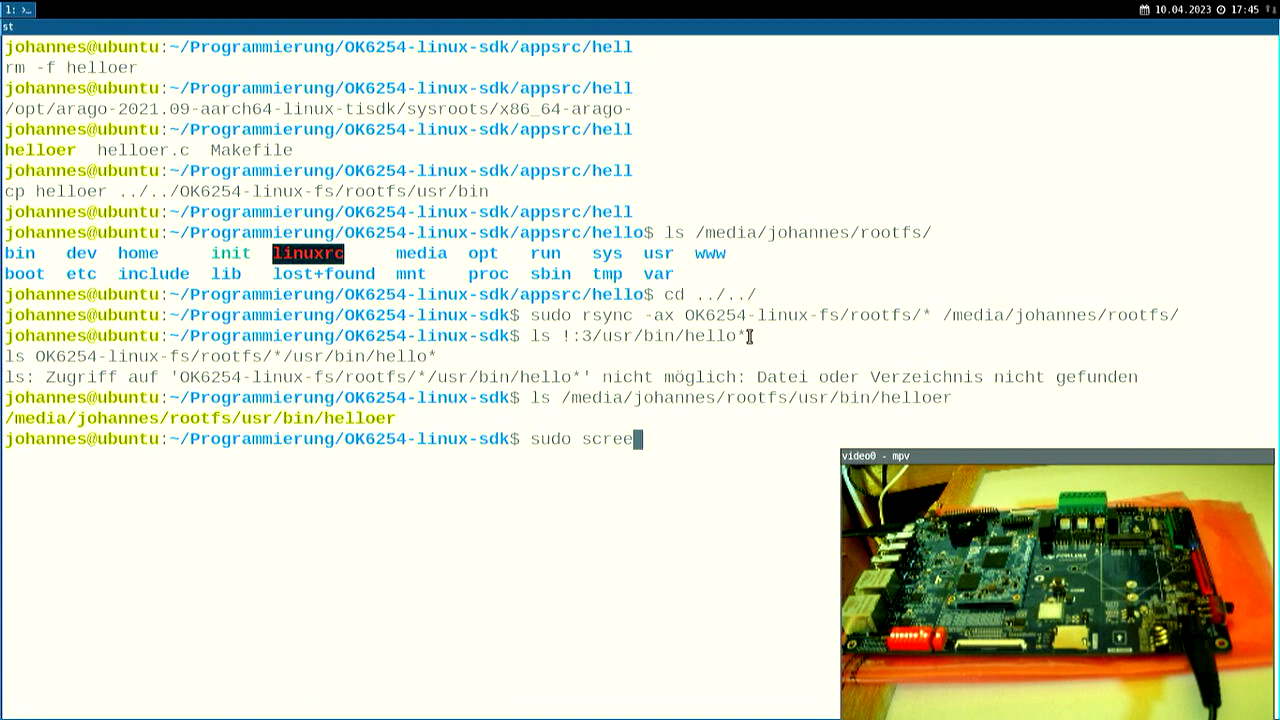 1: >_
10.04.2023 17:45
st
johannes@ubuntu:~/Programmierung/OK6254-linux-sdk/appsrc/hell
rm -f helloer
johannes@ubuntu:~/Programmierung/OK6254-linux-sdk/appsrc/hell
/opt/arago-2021.09-aarch64-linux-tisdk/sysroots/x86_64-arago-
johannes@ubuntu:~/Programmierung/OK6254-linux-sdk/appsrc/hell
helloer  helloer.c  Makefile
johannes@ubuntu:~/Programmierung/OK6254-linux-sdk/appsrc/hell
cp helloer ../../OK6254-linux-fs/rootfs/usr/bin
johannes@ubuntu:~/Programmierung/OK6254-linux-sdk/appsrc/hell
johannes@ubuntu:~/Programmierung/OK6254-linux-sdk/appsrc/hello$ ls /media/johannes/rootfs/
bin   dev  home     init  linuxrc     media  opt   run   sys  usr  www
boot  etc  include  lib   lost+found  mnt    proc  sbin  tmp  var
johannes@ubuntu:~/Programmierung/OK6254-linux-sdk/appsrc/hello$ cd ../../
johannes@ubuntu:~/Programmierung/OK6254-linux-sdk$ sudo rsync -ax OK6254-linux-fs/rootfs/* /media/johannes/rootfs/
johannes@ubuntu:~/Programmierung/OK6254-linux-sdk$ ls !:3/usr/bin/hello*
ls OK6254-linux-fs/rootfs/*/usr/bin/hello*
ls: Zugriff auf 'OK6254-linux-fs/rootfs/*/usr/bin/hello*' nicht möglich: Datei oder Verzeichnis nicht gefunden
johannes@ubuntu:~/Programmierung/OK6254-linux-sdk$ ls /media/johannes/rootfs/usr/bin/helloer
/media/johannes/rootfs/usr/bin/helloer
johannes@ubuntu:~/Programmierung/OK6254-linux-sdk$ sudo scree
video0 - mpv